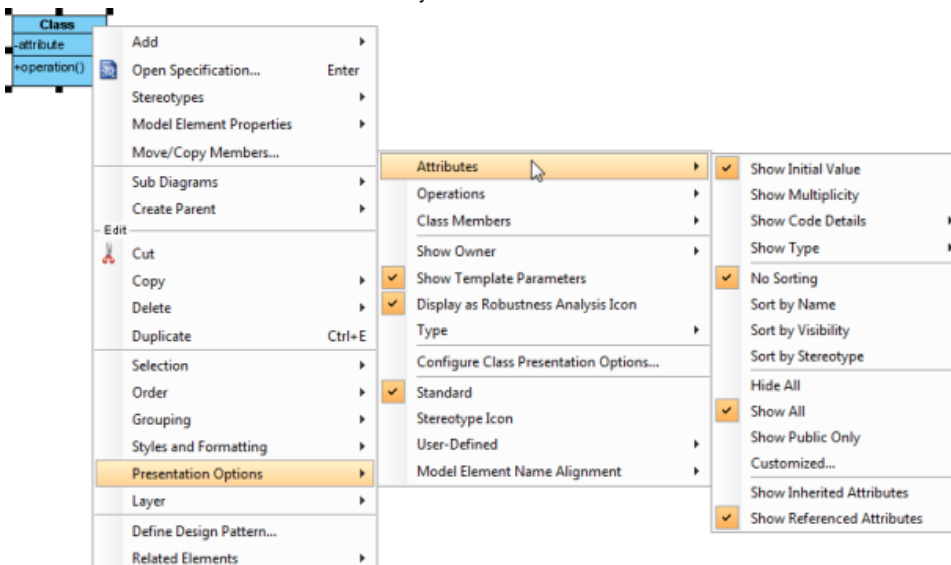 Class
-attribute
+operation()
Add
Open Specification... Enter
Stereotypes
Model Element Properties
Move/Copy Members...
Sub Diagrams
Create Parent
Edit
Cut
Copy
Delete
Duplicate Ctrl+E
Selection
Order
Grouping
Styles and Formatting
Presentation Options
Layer
Define Design Pattern...
Related Elements
Attributes
Operations
Class Members
Show Owner
Show Template Parameters
Display as Robustness Analysis Icon
Type
Configure Class Presentation Options...
Standard
Stereotype Icon
User-Defined
Model Element Name Alignment
Show Initial Value
Show Multiplicity
Show Code Details
Show Type
No Sorting
Sort by Name
Sort by Visibility
Sort by Stereotype
Hide All
Show All
Show Public Only
Customized...
Show Inherited Attributes
Show Referenced Attributes